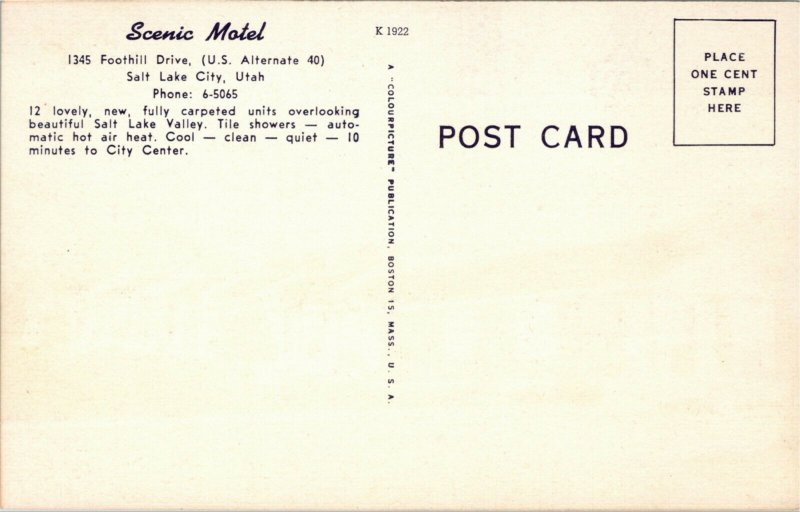 Scenic Motel
1345 Foothill Drive, (U.S. Alternate 40)
Salt Lake City, Utah
Phone: 6-5065
12 lovely, new, fully carpeted units overlooking
beautiful Salt Lake Valley. Tile showers — auto-
matic hot air heat. Cool — clean — quiet — 10
minutes to City Center.
K 1922
A "COLOURPICTURE" PUBLICATION, BOSTON 15, MASS., U. S. A.
POST CARD
PLACE
ONE CENT
STAMP
HERE